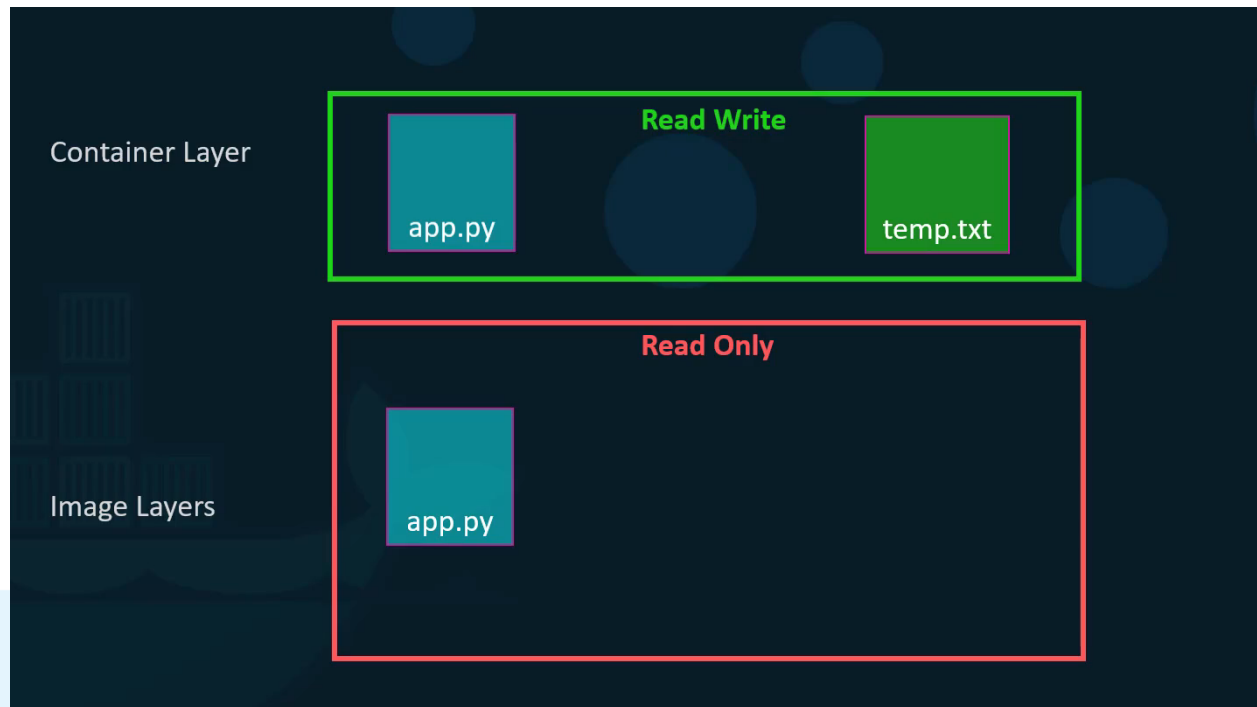 Read Write
Container Layer
app.py
temp.txt
Read Only
Image Layers
app.py